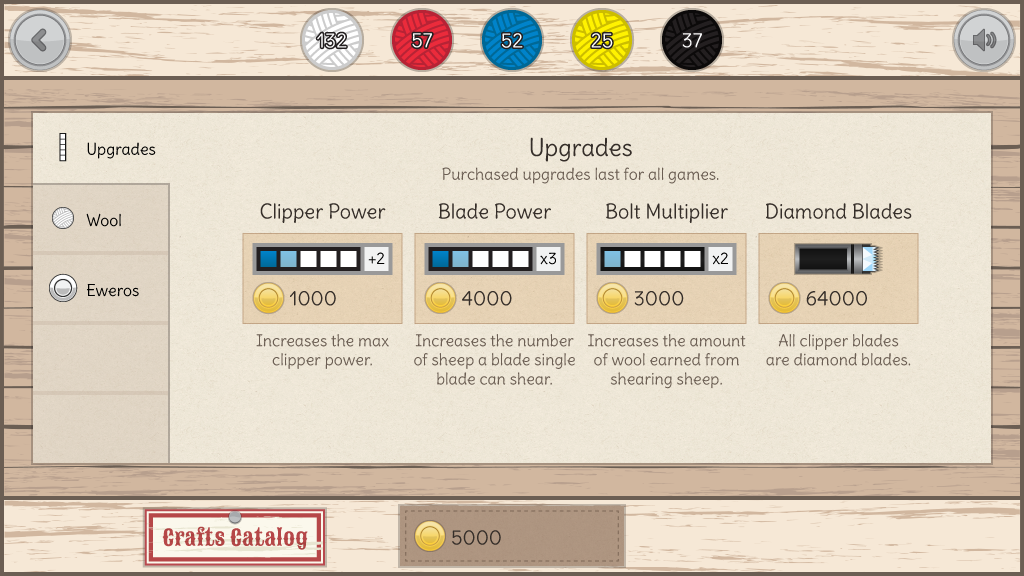 132
57
52
25
37
Upgrades
Wool
Eweros
Upgrades
Purchased upgrades last for all games.
Clipper Power
+2
1000
Increases the max
clipper power.
Blade Power
x3
4000
Increases the number
of sheep a blade single
blade can shear.
Bolt Multiplier
x2
3000
Increases the amount
of wool earned from
shearing sheep.
Diamond Blades
64000
All clipper blades
are diamond blades.
Crafts Catalog
5000